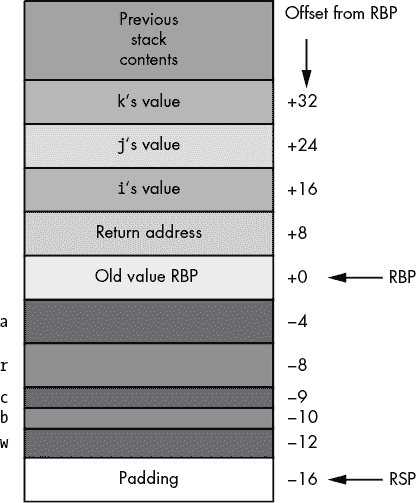 Offset from RBP
Previous
stack
contents
k's value +32
j's value +24
i's value +16
Return address +8
Old value RBP +0 RBP
a −4
r −8
c −9
b −10
w −12
Padding −16 RSP